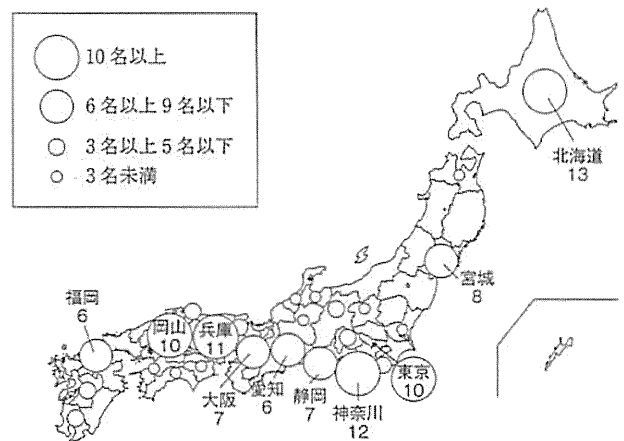 10名以上
6名以上9名以下
3名以上5名以下
3名未満
北海道
13
宮城
8
福岡
6
岡山
10
兵庫
11
大阪
7
愛知
6
静岡
7
神奈川
12
東京
10